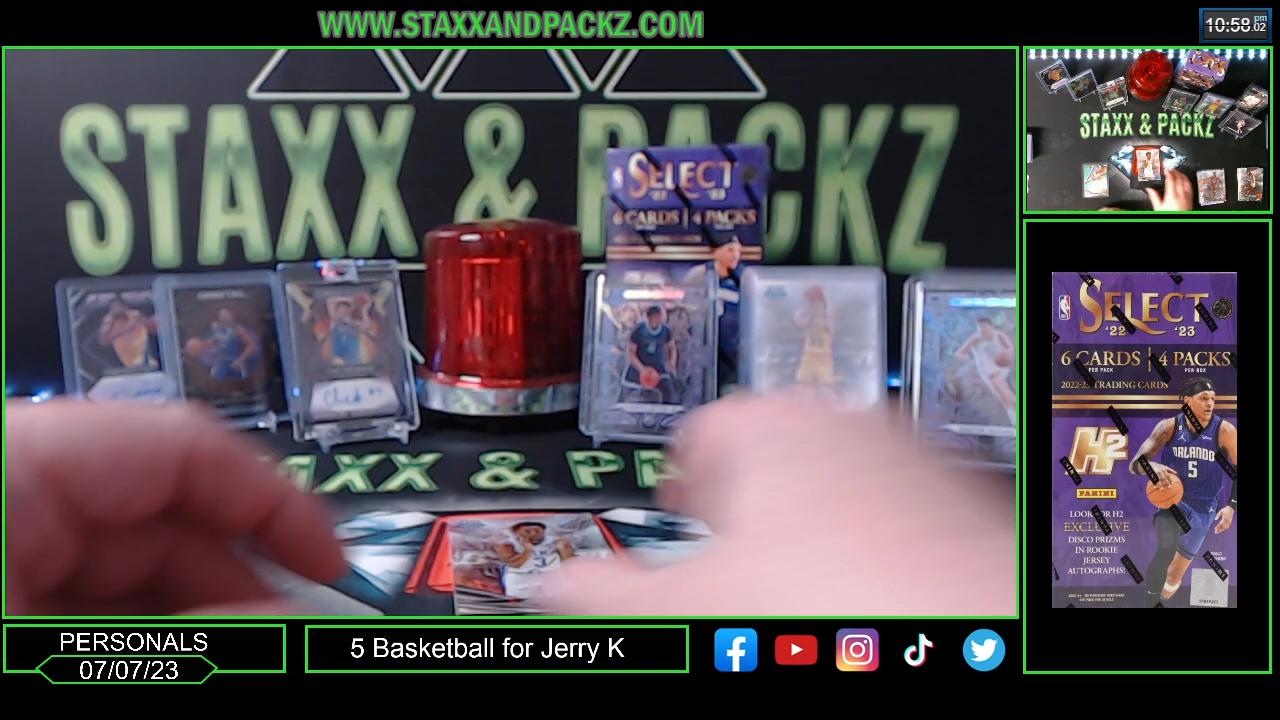 WWW.STAXXANDPACKZ.COM
10:58 pm
02
STAXX & PACKZ
SELECT
6 CARDS | 4 PACKS
STAXX & PACKZ
SELECT
'22 '23
6 CARDS | 4 PACKS
PER PACK PER BOX
2022-23 TRADING CARDS
H2
PANINI
ORLANDO
5
LOOK FOR H2
EXCLUSIVE
DISCO PRIZMS
IN ROOKIE
JERSEY
AUTOGRAPHS!
PERSONALS
07/07/23
5 Basketball for Jerry K